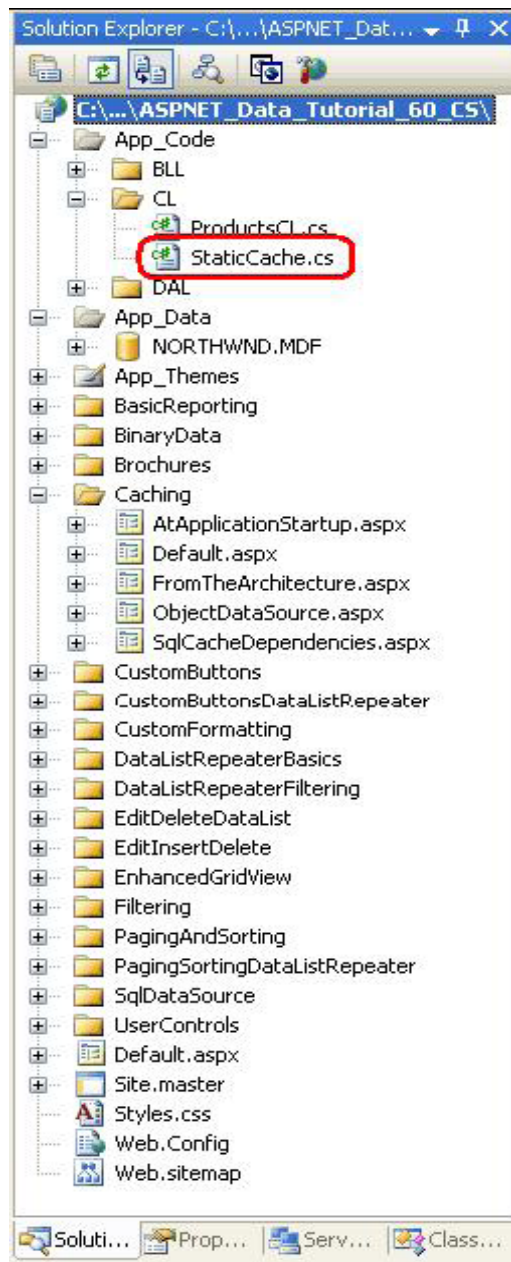 Solution Explorer - C:\...\ASPNET_Dat...
C:\...\ASPNET_Data_Tutorial_60_CS\
App_Code
BLL
CL
ProductsCL.cs
StaticCache.cs
DAL
App_Data
NORTHWND.MDF
App_Themes
BasicReporting
BinaryData
Brochures
Caching
AtApplicationStartup.aspx
Default.aspx
FromTheArchitecture.aspx
ObjectDataSource.aspx
SqlCacheDependencies.aspx
CustomButtons
CustomButtonsDataListRepeater
CustomFormatting
DataListRepeaterBasics
DataListRepeaterFiltering
EditDeleteDataList
EditInsertDelete
EnhancedGridView
Filtering
PagingAndSorting
PagingSortingDataListRepeater
SqlDataSource
UserControls
Default.aspx
Site.master
Styles.css
Web.Config
Web.sitemap
Soluti... Prop... Serv... Class...